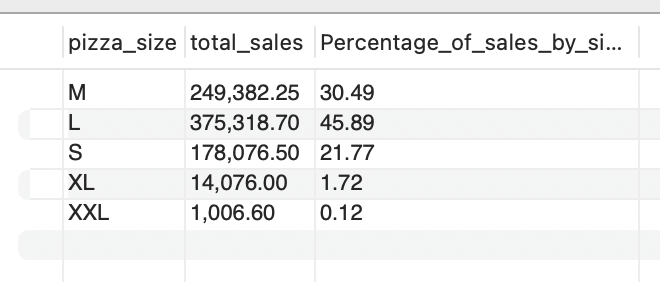 pizza_size total_sales Percentage_of_sales_by_si...
M 249,382.25 30.49
L 375,318.70 45.89
S 178,076.50 21.77
XL 14,076.00 1.72
XXL 1,006.60 0.12